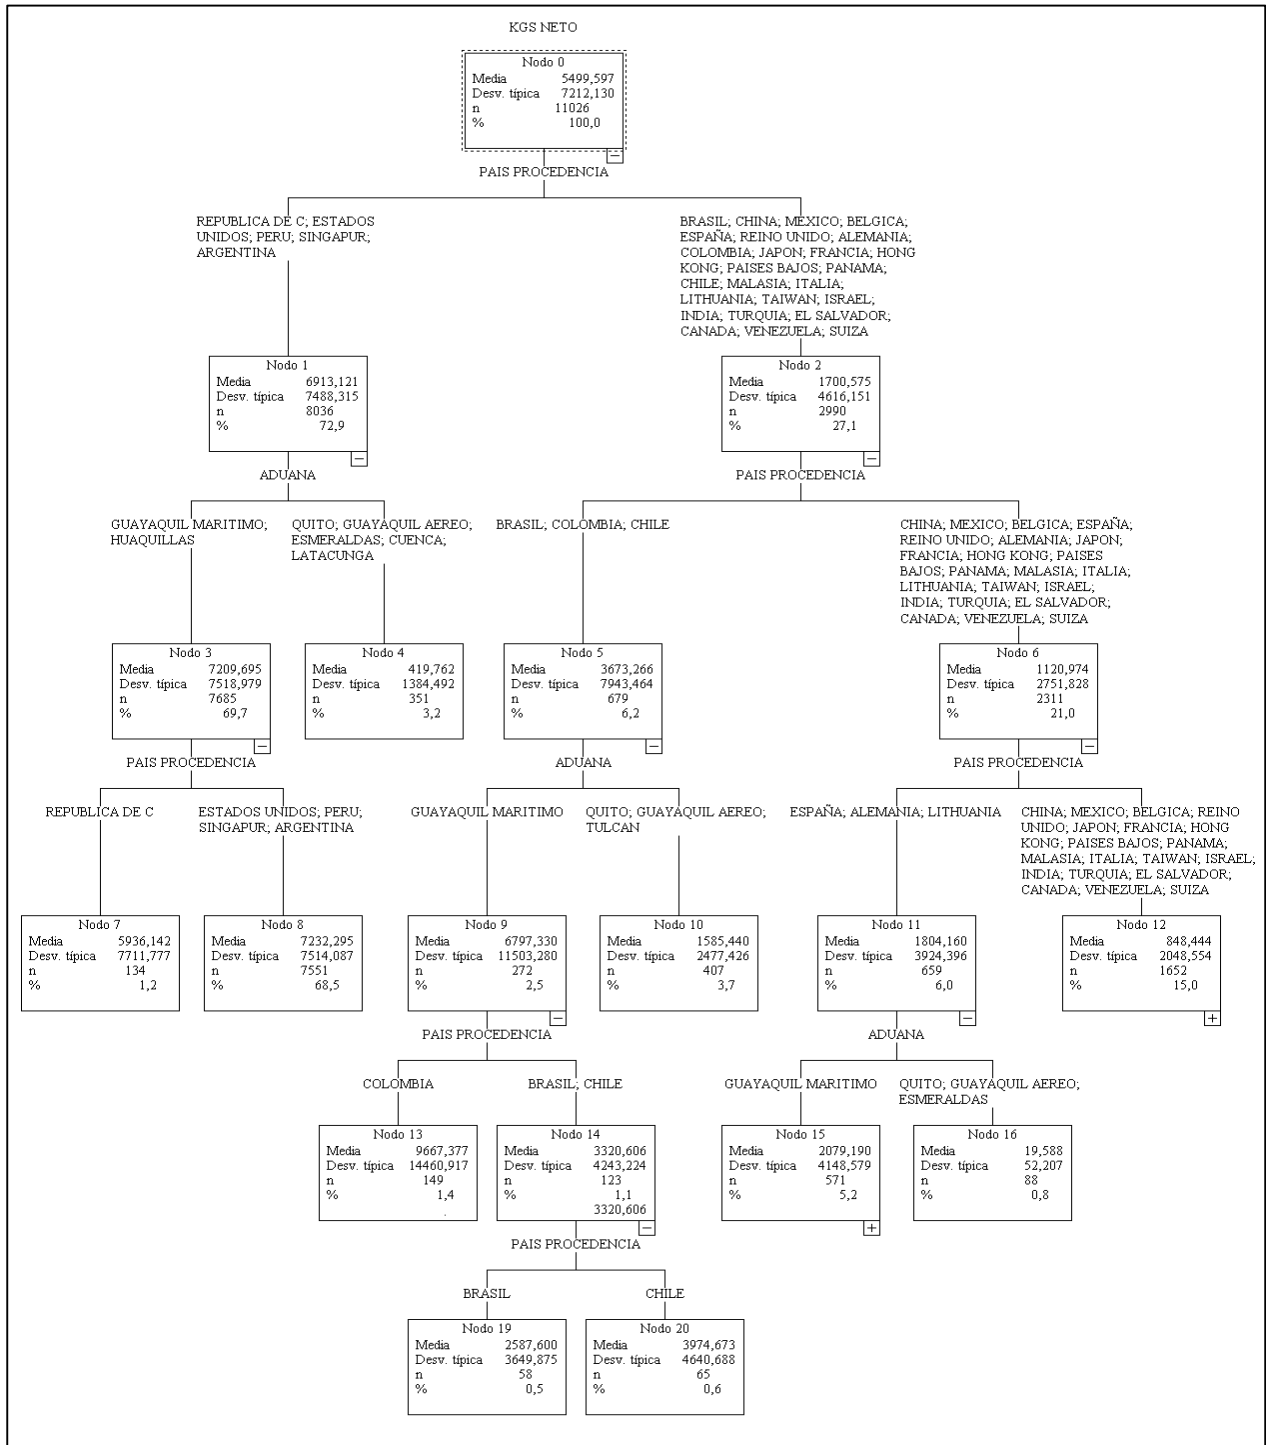 KGS NETO
Nodo 0
Media 5499,597
Desv. típica 7212,130
n 11026
% 100,0
PAIS PROCEDENCIA
REPUBLICA DE C; ESTADOS
UNIDOS; PERU; SINGAPUR;
ARGENTINA
BRASIL; CHINA; MEXICO; BELGICA;
ESPAÑA; REINO UNIDO; ALEMANIA;
COLOMBIA; JAPON; FRANCIA; HONG
KONG; PAISES BAJOS; PANAMA;
CHILE; MALASIA; ITALIA;
LITHUANIA; TAIWAN; ISRAEL;
INDIA; TURQUIA; EL SALVADOR;
CANADA; VENEZUELA; SUIZA
Nodo 1
Media 6913,121
Desv. típica 7488,315
n 8036
% 72,9
Nodo 2
Media 1700,575
Desv. típica 4616,151
n 2990
% 27,1
ADUANA
PAIS PROCEDENCIA
GUAYAQUIL MARITIMO;
HUAQUILLAS
QUITO; GUAYAQUIL AEREO;
ESMERALDAS; CUENCA;
LATACUNGA
BRASIL; COLOMBIA; CHILE
CHINA; MEXICO; BELGICA; ESPAÑA;
REINO UNIDO; ALEMANIA; JAPON;
FRANCIA; HONG KONG; PAISES
BAJOS; PANAMA; MALASIA; ITALIA;
LITHUANIA; TAIWAN; ISRAEL;
INDIA; TURQUIA; EL SALVADOR;
CANADA; VENEZUELA; SUIZA
Nodo 3
Media 7209,695
Desv. típica 7518,979
n 7685
% 69,7
Nodo 4
Media 419,762
Desv. típica 1384,492
n 351
% 3,2
Nodo 5
Media 3673,266
Desv. típica 7943,464
n 679
% 6,2
Nodo 6
Media 1120,974
Desv. típica 2751,828
n 2311
% 21,0
PAIS PROCEDENCIA
ADUANA
PAIS PROCEDENCIA
REPUBLICA DE C
ESTADOS UNIDOS; PERU;
SINGAPUR; ARGENTINA
GUAYAQUIL MARITIMO
QUITO; GUAYAQUIL AEREO;
TULCAN
ESPAÑA; ALEMANIA; LITHUANIA
CHINA; MEXICO; BELGICA; REINO
UNIDO; JAPON; FRANCIA; HONG
KONG; PAISES BAJOS; PANAMA;
MALASIA; ITALIA; TAIWAN; ISRAEL;
INDIA; TURQUIA; EL SALVADOR;
CANADA; VENEZUELA; SUIZA
Nodo 7
Media 5936,142
Desv. típica 7711,777
n 134
% 1,2
Nodo 8
Media 7232,295
Desv. típica 7514,087
n 7551
% 68,5
Nodo 9
Media 6797,330
Desv. típica 11503,280
n 272
% 2,5
Nodo 10
Media 1585,440
Desv. típica 2477,426
n 407
% 3,7
Nodo 11
Media 1804,160
Desv. típica 3924,396
n 659
% 6,0
Nodo 12
Media 848,444
Desv. típica 2048,554
n 1652
% 15,0
PAIS PROCEDENCIA
ADUANA
COLOMBIA
BRASIL; CHILE
GUAYAQUIL MARITIMO
QUITO; GUAYAQUIL AEREO;
ESMERALDAS
Nodo 13
Media 9667,377
Desv. típica 14460,917
n 149
% 1,4
Nodo 14
Media 3320,606
Desv. típica 4243,224
n 123
% 1,1
3320,606
Nodo 15
Media 2079,190
Desv. típica 4148,579
n 571
% 5,2
Nodo 16
Media 19,588
Desv. típica 52,207
n 88
% 0,8
PAIS PROCEDENCIA
BRASIL
CHILE
Nodo 19
Media 2587,600
Desv. típica 3649,875
n 58
% 0,5
Nodo 20
Media 3974,673
Desv. típica 4640,688
n 65
% 0,6